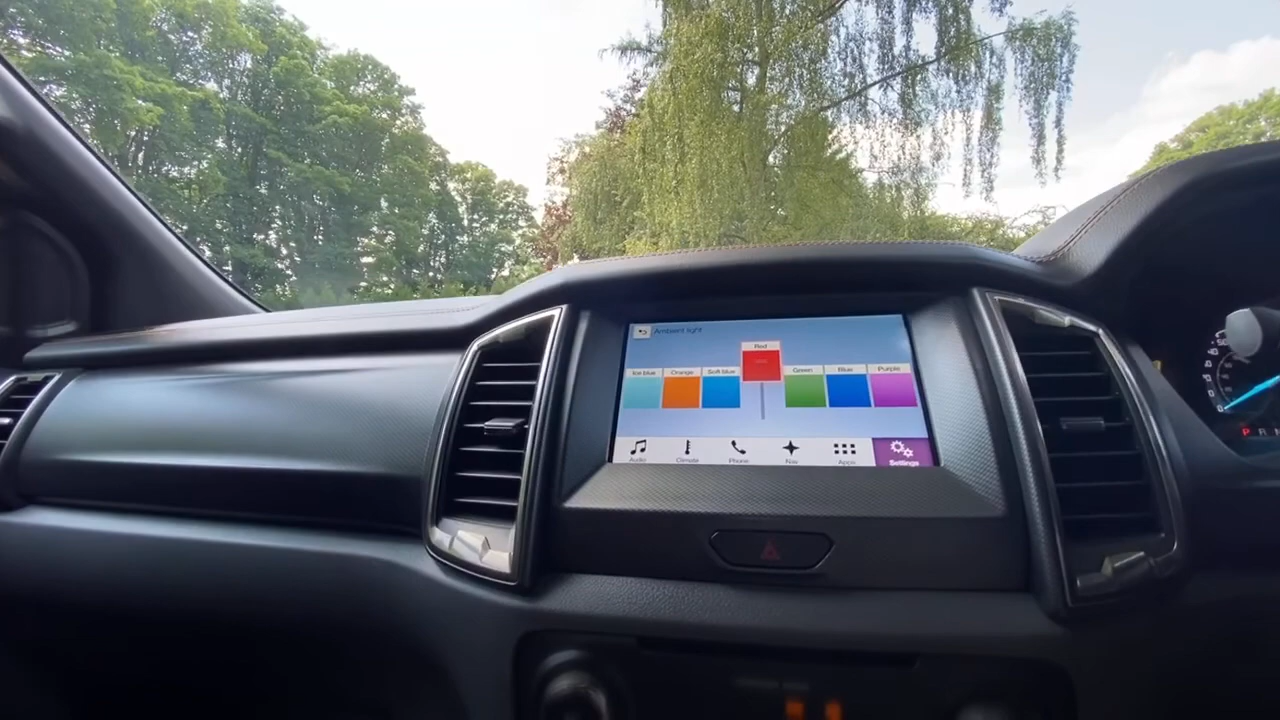 Ambient light
Red
Ice blue Orange Soft blue Green Blue Purple
Audio Climate Phone Nav Apps Settings
P R N